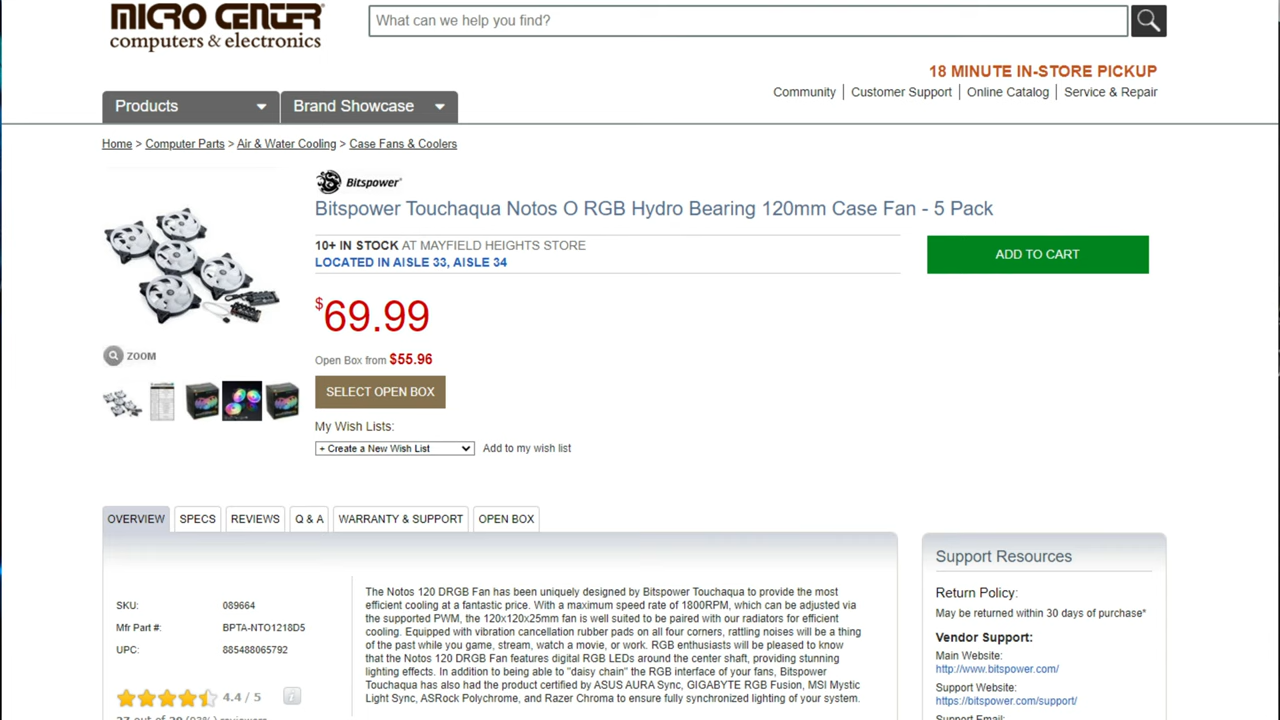 MICRO CENTER
computers & electronics
What can we help you find?
18 MINUTE IN-STORE PICKUP
Community | Customer Support | Online Catalog | Service & Repair
Products
Brand Showcase
Home > Computer Parts > Air & Water Cooling > Case Fans & Coolers
Bitspower
Bitspower Touchaqua Notos O RGB Hydro Bearing 120mm Case Fan - 5 Pack
10+ IN STOCK AT MAYFIELD HEIGHTS STORE
LOCATED IN AISLE 33, AISLE 34
ADD TO CART
$69.99
ZOOM
Open Box from $55.96
SELECT OPEN BOX
My Wish Lists:
+ Create a New Wish List
Add to my wish list
OVERVIEW
SPECS
REVIEWS
Q & A
WARRANTY & SUPPORT
OPEN BOX
SKU: 089664
Mfr Part #: BPTA-NTO1218D5
UPC: 885488065792
4.4 / 5
The Notos 120 DRGB Fan has been uniquely designed by Bitspower Touchaqua to provide the most
efficient cooling at a fantastic price. With a maximum speed rate of 1800RPM, which can be adjusted via
the supported PWM, the 120x120x25mm fan is well suited to be paired with our radiators for efficient
cooling. Equipped with vibration cancellation rubber pads on all four corners, rattling noises will be a thing
of the past while you game, stream, watch a movie, or work. RGB enthusiasts will be pleased to know
that the Notos 120 DRGB Fan features digital RGB LEDs around the center shaft, providing stunning
lighting effects. In addition to being able to "daisy chain" the RGB interface of your fans, Bitspower
Touchaqua has also had the product certified by ASUS AURA Sync, GIGABYTE RGB Fusion, MSI Mystic
Light Sync, ASRock Polychrome, and Razer Chroma to ensure fully synchronized lighting of your system.
Support Resources
Return Policy:
May be returned within 30 days of purchase*
Vendor Support:
Main Website:
http://www.bitspower.com/
Support Website:
https://bitspower.com/support/
Support Email: